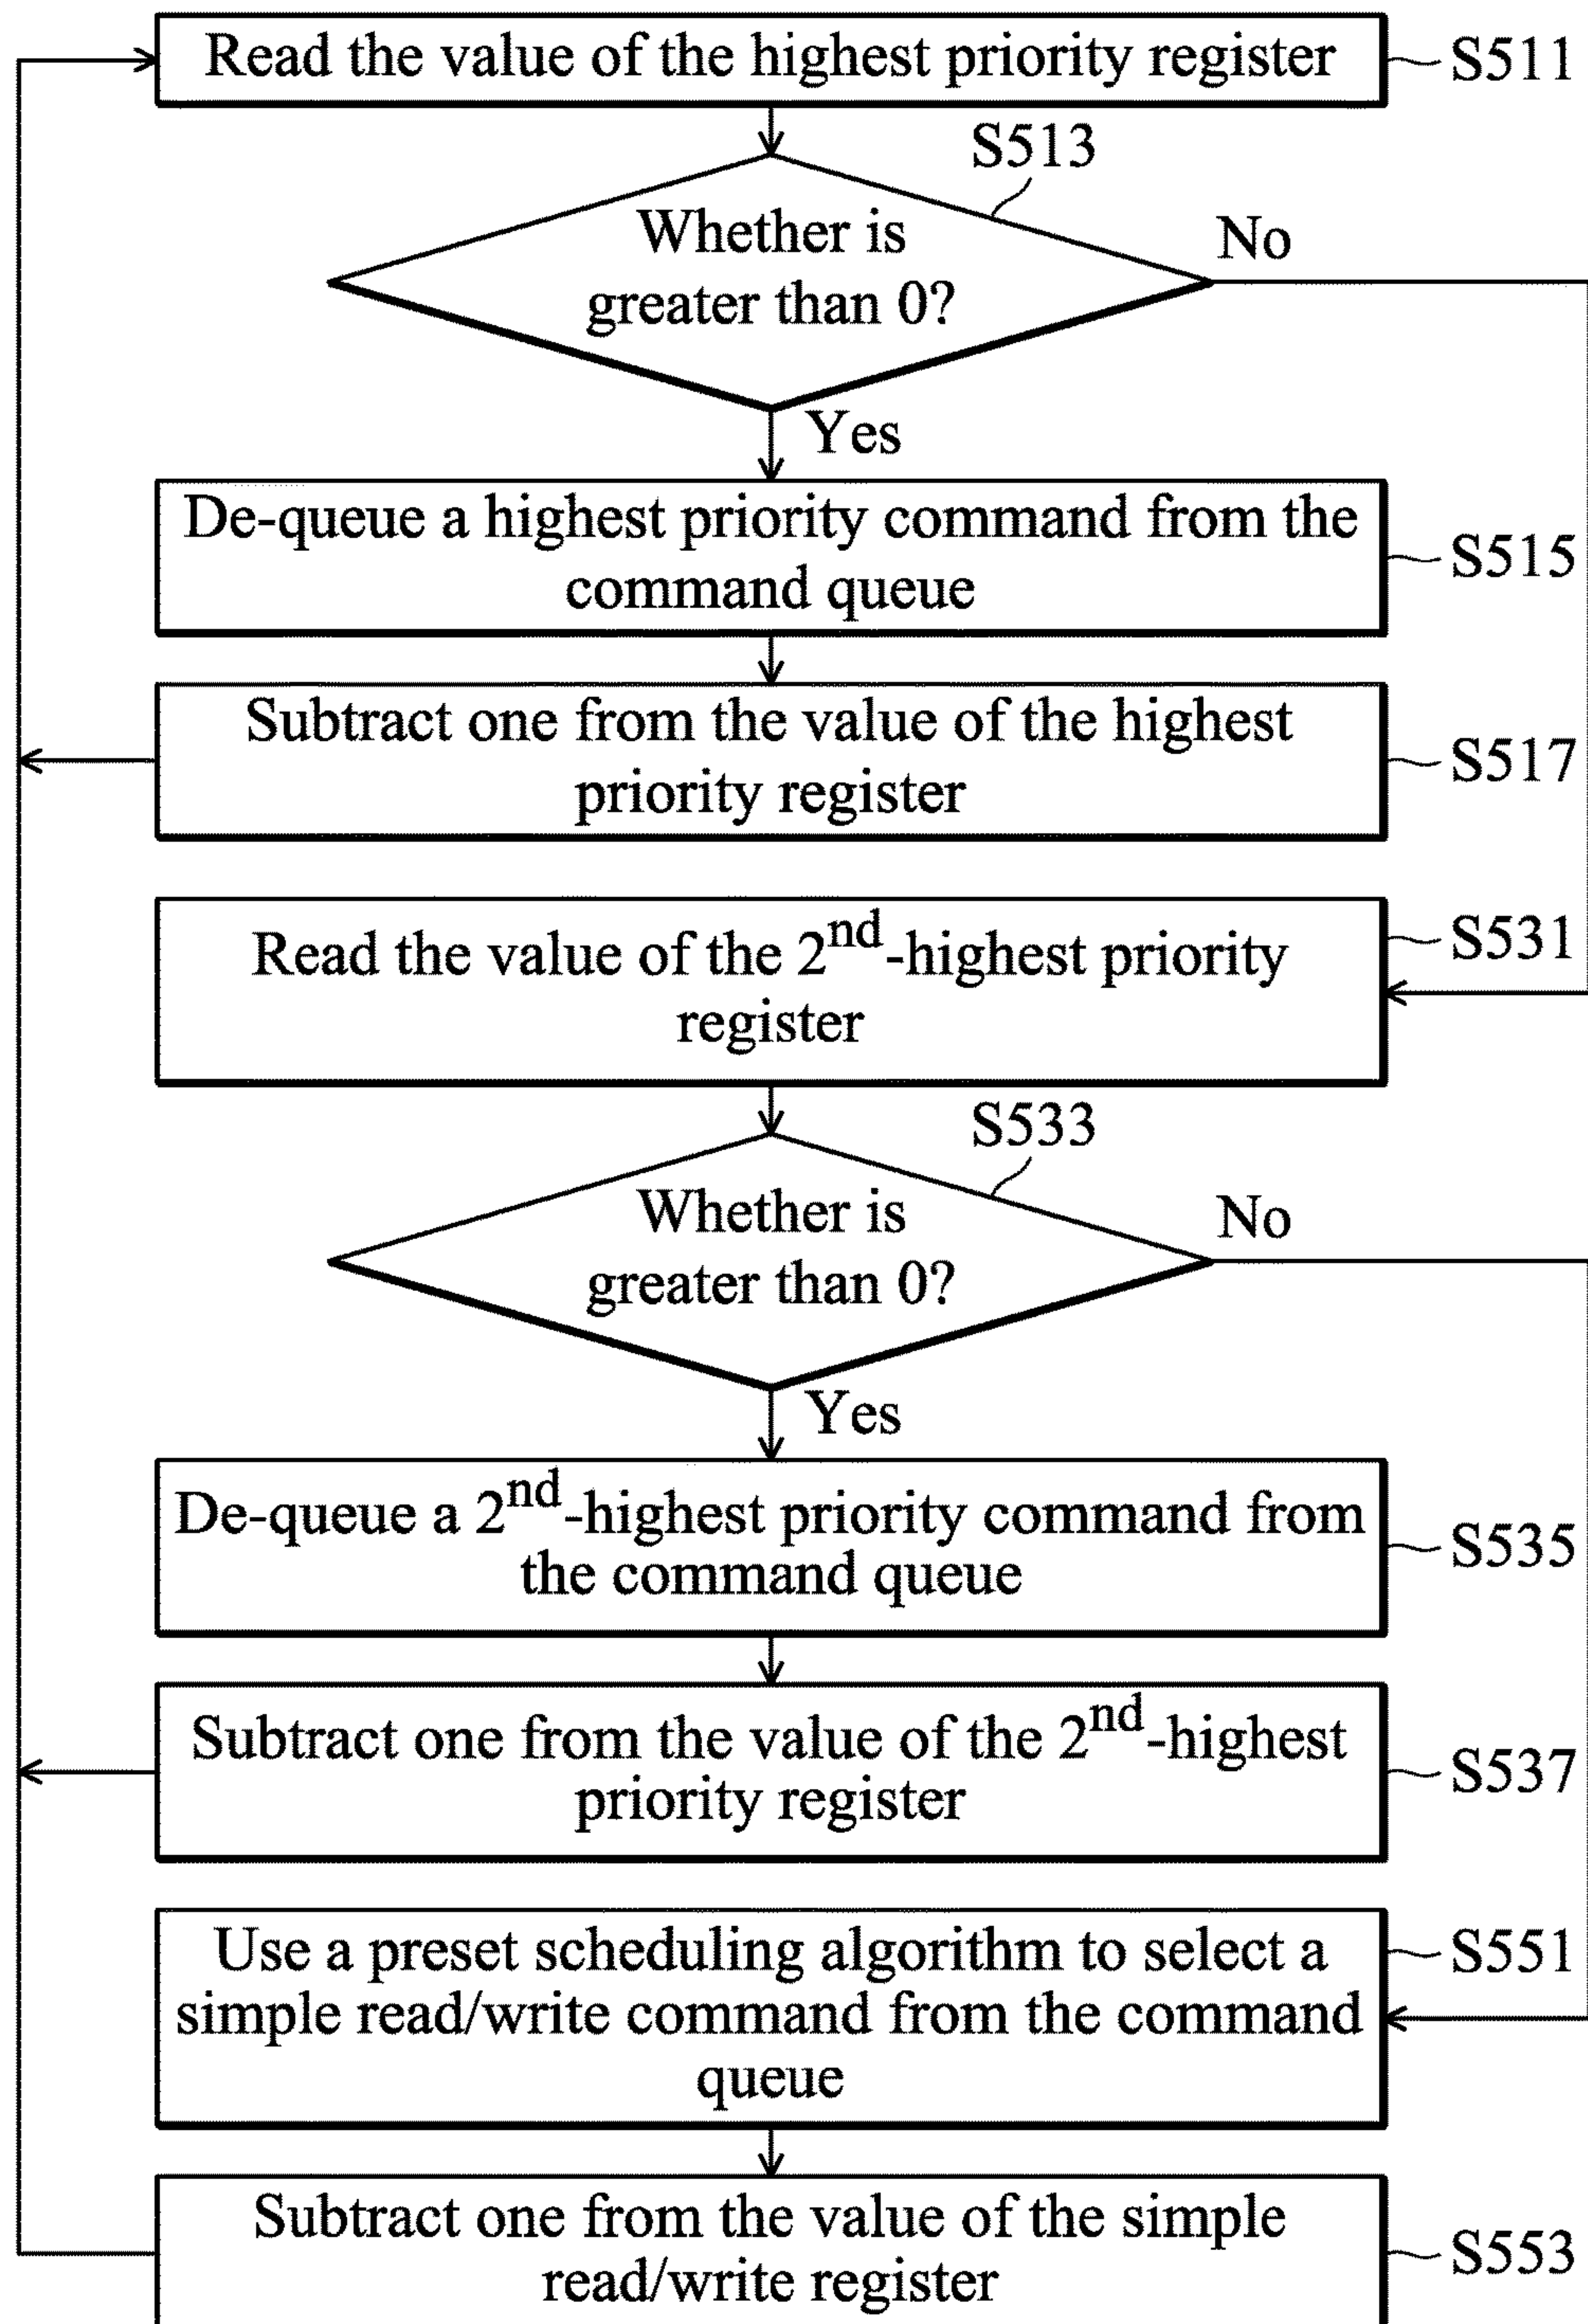 Read the value of the highest priority register
S511
S513
Whether is
greater than 0?
No
Yes
De-queue a highest priority command from the
command queue
S515
Subtract one from the value of the highest
priority register
S517
Read the value of the 2nd-highest priority
register
S531
S533
Whether is
greater than 0?
No
Yes
De-queue a 2nd-highest priority command from
the command queue
S535
Subtract one from the value of the 2nd-highest
priority register
S537
Use a preset scheduling algorithm to select a
simple read/write command from the command
queue
S551
Subtract one from the value of the simple
read/write register
S553